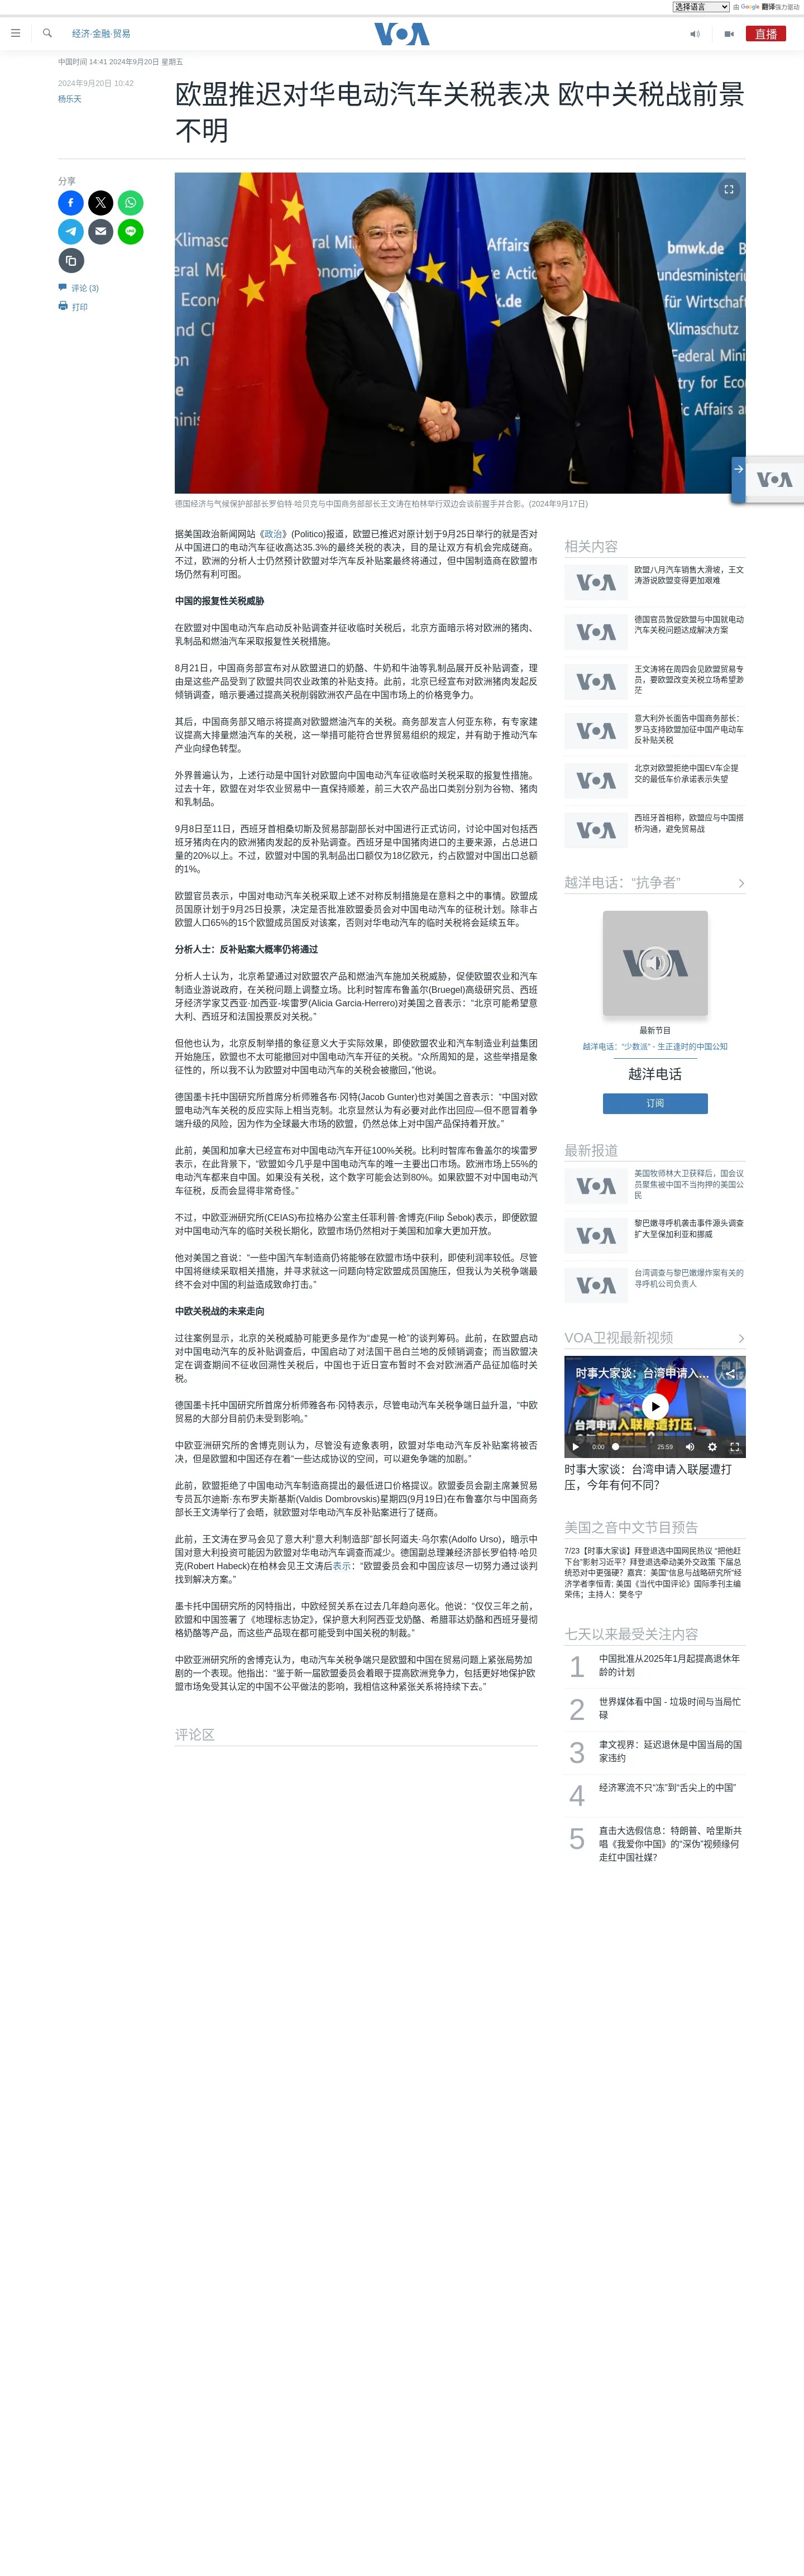 选择语言 由 Google 翻译强力驱动
经济·金融·贸易
VOA
直播
中国时间 14:41 2024年9月20日 星期五
2024年9月20日 10:42
杨乐天
欧盟推迟对华电动汽车关税表决 欧中关税战前景
不明
分享
评论 (3)
打印
bmwk.de
德国经济与气候保护部部长罗伯特·哈贝克与中国商务部部长王文涛在柏林举行双边会谈前握手并合影。(2024年9月17日)
据美国政治新闻网站《政治》(Politico)报道，欧盟已推迟对原计划于9月25日举行的就是否对
从中国进口的电动汽车征收高达35.3%的最终关税的表决，目的是让双方有机会完成磋商。
不过，欧洲的分析人士仍然预计欧盟对华汽车反补贴案最终将通过，但中国制造商在欧盟市
场仍然有利可图。
中国的报复性关税威胁
在欧盟对中国电动汽车启动反补贴调查并征收临时关税后，北京方面暗示将对欧洲的猪肉、
乳制品和燃油汽车采取报复性关税措施。
8月21日，中国商务部宣布对从欧盟进口的奶酪、牛奶和牛油等乳制品展开反补贴调查，理
由是这些产品受到了欧盟共同农业政策的补贴支持。此前，北京已经宣布对欧洲猪肉发起反
倾销调查，暗示要通过提高关税削弱欧洲农产品在中国市场上的价格竞争力。
其后，中国商务部又暗示将提高对欧盟燃油汽车的关税。商务部发言人何亚东称，有专家建
议提高大排量燃油汽车的关税，这一举措可能符合世界贸易组织的规定，并有助于推动汽车
产业向绿色转型。
外界普遍认为，上述行动是中国针对欧盟向中国电动汽车征收临时关税采取的报复性措施。
过去十年，欧盟在对华农业贸易中一直保持顺差，前三大农产品出口类别分别为谷物、猪肉
和乳制品。
9月8日至11日，西班牙首相桑切斯及贸易部副部长对中国进行正式访问，讨论中国对包括西
班牙猪肉在内的欧洲猪肉发起的反补贴调查。西班牙是中国猪肉进口的主要来源，占总进口
量的20%以上。不过，欧盟对中国的乳制品出口额仅为18亿欧元，约占欧盟对中国出口总额
的1%。
欧盟官员表示，中国对电动汽车关税采取上述不对称反制措施是在意料之中的事情。欧盟成
员国原计划于9月25日投票，决定是否批准欧盟委员会对中国电动汽车的征税计划。除非占
欧盟人口65%的15个欧盟成员国反对该案，否则对华电动汽车的临时关税将会延续五年。
分析人士：反补贴案大概率仍将通过
分析人士认为，北京希望通过对欧盟农产品和燃油汽车施加关税威胁，促使欧盟农业和汽车
制造业游说政府，在关税问题上调整立场。比利时智库布鲁盖尔(Bruegel)高级研究员、西班
牙经济学家艾西亚·加西亚-埃雷罗(Alicia Garcia-Herrero)对美国之音表示：“北京可能希望意
大利、西班牙和法国投票反对关税。”
但他也认为，北京反制举措的象征意义大于实际效果，即使欧盟农业和汽车制造业利益集团
开始施压，欧盟也不太可能撤回对中国电动汽车开征的关税。“众所周知的是，这些举措是象
征性的，所以我不认为欧盟对中国电动汽车的关税会被撤回,”他说。
德国墨卡托中国研究所首席分析师雅各布·冈特(Jacob Gunter)也对美国之音表示：“中国对欧
盟电动汽车关税的反应实际上相当克制。北京显然认为有必要对此作出回应—但不愿冒着争
端升级的风险，因为作为全球最大市场的欧盟，仍然总体上对中国产品保持着开放。”
此前，美国和加拿大已经宣布对中国电动汽车开征100%关税。比利时智库布鲁盖尔的埃雷罗
表示，在此背景下，“欧盟如今几乎是中国电动汽车的唯一主要出口市场。欧洲市场上55%的
电动汽车都来自中国。如果没有关税，这个数字可能会达到80%。如果欧盟不对中国电动汽
车征税，反而会显得非常奇怪。”
不过，中欧亚洲研究所(CEIAS)布拉格办公室主任菲利普·舍博克(Filip Šebok)表示，即便欧盟
对中国电动汽车的临时关税长期化，欧盟市场仍然相对于美国和加拿大更加开放。
他对美国之音说：“一些中国汽车制造商仍将能够在欧盟市场中获利，即使利润率较低。尽管
中国将继续采取相关措施，并寻求就这一问题向特定欧盟成员国施压，但我认为关税争端最
终不会对中国的利益造成致命打击。”
中欧关税战的未来走向
过往案例显示，北京的关税威胁可能更多是作为“虚晃一枪”的谈判筹码。此前，在欧盟启动
对中国电动汽车的反补贴调查后，中国启动了对法国干邑白兰地的反倾销调查；而当欧盟决
定在调查期间不征收回溯性关税后，中国也于近日宣布暂时不会对欧洲酒产品征加临时关
税。
德国墨卡托中国研究所首席分析师雅各布·冈特表示，尽管电动汽车关税争端日益升温，“中欧
贸易的大部分目前仍未受到影响。”
中欧亚洲研究所的舍博克则认为，尽管没有迹象表明，欧盟对华电动汽车反补贴案将被否
决，但是欧盟和中国还存在着“一些达成协议的空间，可以避免争端的加剧。”
此前，欧盟拒绝了中国电动汽车制造商提出的最低进口价格提议。欧盟委员会副主席兼贸易
专员瓦尔迪斯·东布罗夫斯基斯(Valdis Dombrovskis)星期四(9月19日)在布鲁塞尔与中国商务
部长王文涛举行了会晤，就欧盟对华电动汽车反补贴案进行了磋商。
此前，王文涛在罗马会见了意大利“意大利制造部”部长阿道夫·乌尔索(Adolfo Urso)，暗示中
国对意大利投资可能因为欧盟对华电动汽车调查而减少。德国副总理兼经济部长罗伯特·哈贝
克(Robert Habeck)在柏林会见王文涛后表示：“欧盟委员会和中国应该尽一切努力通过谈判
找到解决方案。”
墨卡托中国研究所的冈特指出，中欧经贸关系在过去几年趋向恶化。他说：“仅仅三年之前，
欧盟和中国签署了《地理标志协定》，保护意大利阿西亚戈奶酪、希腊菲达奶酪和西班牙曼彻
格奶酪等产品，而这些产品现在都可能受到中国关税的制裁。”
中欧亚洲研究所的舍博克认为，电动汽车关税争端只是欧盟和中国在贸易问题上紧张局势加
剧的一个表现。他指出：“鉴于新一届欧盟委员会着眼于提高欧洲竞争力，包括更好地保护欧
盟市场免受其认定的中国不公平做法的影响，我相信这种紧张关系将持续下去。”
评论区
相关内容
欧盟八月汽车销售大滑坡，王文
涛游说欧盟变得更加艰难
德国官员敦促欧盟与中国就电动
汽车关税问题达成解决方案
王文涛将在周四会见欧盟贸易专
员，要欧盟改变关税立场希望渺
茫
意大利外长面告中国商务部长：
罗马支持欧盟加征中国产电动车
反补贴关税
北京对欧盟拒绝中国EV车企提
交的最低车价承诺表示失望
西班牙首相称，欧盟应与中国搭
桥沟通，避免贸易战
越洋电话：“抗争者”
最新节目
越洋电话：“少数派” - 生正逢时的中国公知
越洋电话
订阅
最新报道
美国牧师林大卫获释后，国会议
员聚焦被中国不当拘押的美国公
民
黎巴嫩寻呼机袭击事件源头调查
扩大至保加利亚和挪威
台湾调查与黎巴嫩爆炸案有关的
寻呼机公司负责人
VOA卫视最新视频
时事大家谈：台湾申请入...
台湾申请入联屡遭打压
0:00 25:59
时事大家谈：台湾申请入联屡遭打
压，今年有何不同？
美国之音中文节目预告
7/23【时事大家谈】拜登退选中国网民热议 “把他赶
下台”影射习近平？拜登退选牵动美外交政策 下届总
统恐对中更强硬？嘉宾：美国“信息与战略研究所”经
济学者李恒青; 美国《当代中国评论》国际季刊主编
荣伟；主持人：樊冬宁
七天以来最受关注内容
1 中国批准从2025年1月起提高退休年
龄的计划
2 世界媒体看中国 - 垃圾时间与当局忙
碌
3 聿文视界：延迟退休是中国当局的国
家违约
4 经济寒流不只“冻”到“舌尖上的中国”
5 直击大选假信息：特朗普、哈里斯共
唱《我爱你中国》的“深伪”视频缘何
走红中国社媒？